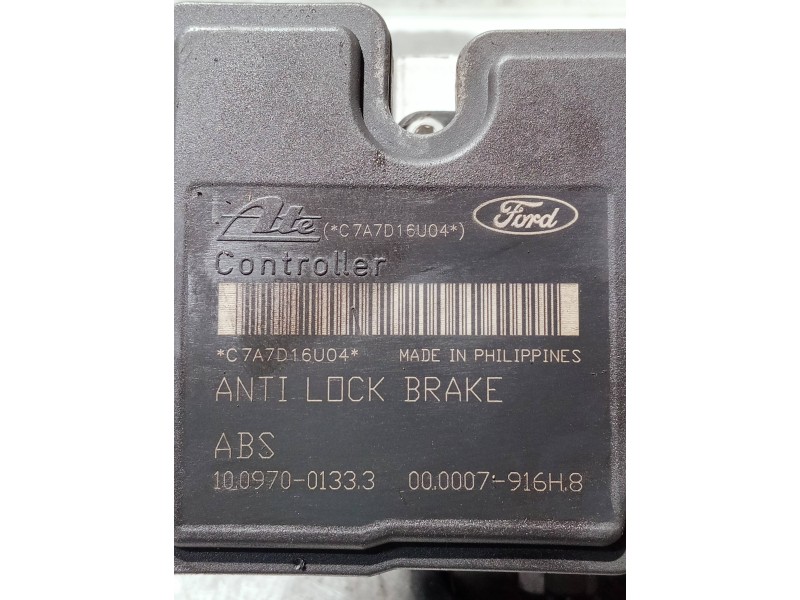 Ate (*C7A7D16U04*) Ford
Controller
*C7A7D16U04* MADE IN PHILIPPINES
ANTI LOCK BRAKE
ABS
10.0970-0133.3 00.0007-916H.8